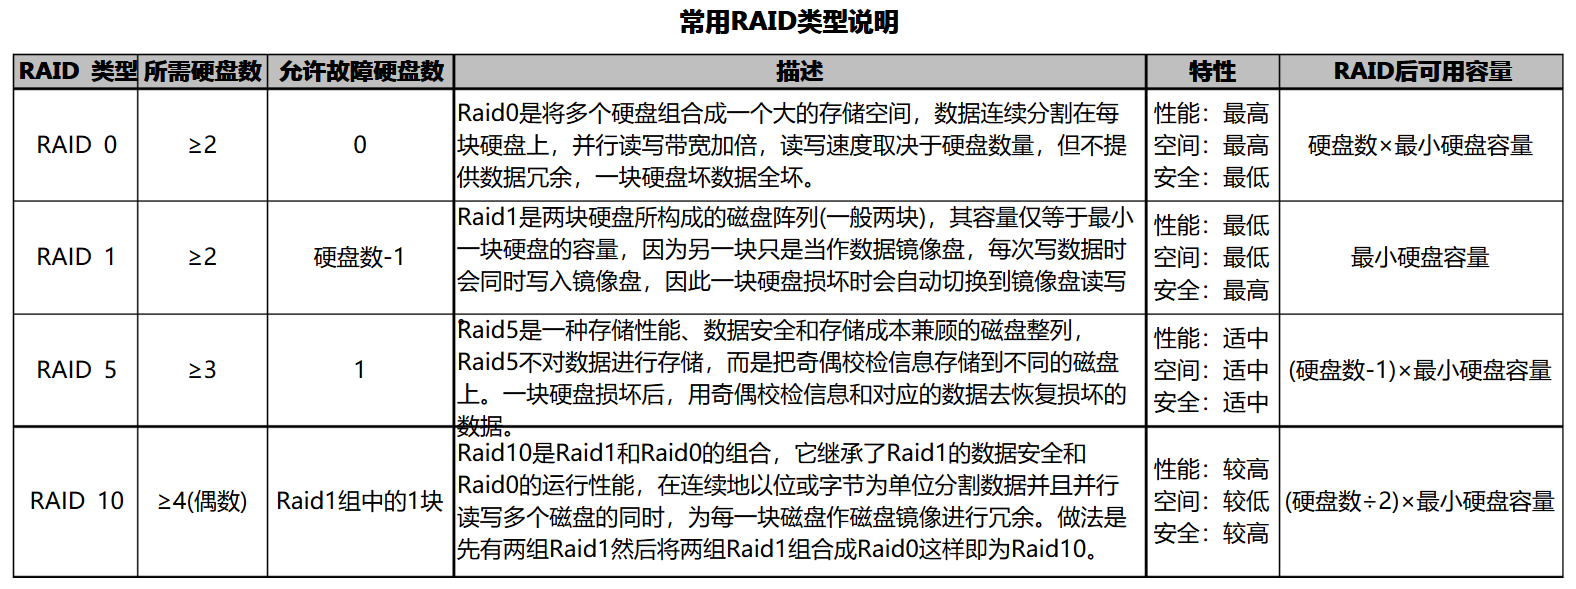 常用RAID类型说明
RAID 类型 所需硬盘数 允许故障硬盘数 描述 特性 RAID后可用容量
RAID 0 ≥2 0
Raid0是将多个硬盘组合成一个大的存储空间，数据连续分割在每
块硬盘上，并行读写带宽加倍，读写速度取决于硬盘数量，但不提
供数据冗余，一块硬盘坏数据全坏。
性能：最高
空间：最高
安全：最低
硬盘数×最小硬盘容量
RAID 1 ≥2 硬盘数-1
Raid1是两块硬盘所构成的磁盘阵列(一般两块)，其容量仅等于最小
一块硬盘的容量，因为另一块只是当作数据镜像盘，每次写数据时
会同时写入镜像盘，因此一块硬盘损坏时会自动切换到镜像盘读写
。
性能：最低
空间：最低
安全：最高
最小硬盘容量
RAID 5 ≥3 1
Raid5是一种存储性能、数据安全和存储成本兼顾的磁盘整列，
Raid5不对数据进行存储，而是把奇偶校检信息存储到不同的磁盘
上。一块硬盘损坏后，用奇偶校检信息和对应的数据去恢复损坏的
数据。
性能：适中
空间：适中
安全：适中
(硬盘数-1)×最小硬盘容量
RAID 10 ≥4(偶数) Raid1组中的1块
Raid10是Raid1和Raid0的组合，它继承了Raid1的数据安全和
Raid0的运行性能，在连续地以位或字节为单位分割数据并且并行
读写多个磁盘的同时，为每一块磁盘作磁盘镜像进行冗余。做法是
先有两组Raid1然后将两组Raid1组合成Raid0这样即为Raid10。
性能：较高
空间：较低
安全：较高
(硬盘数÷2)×最小硬盘容量